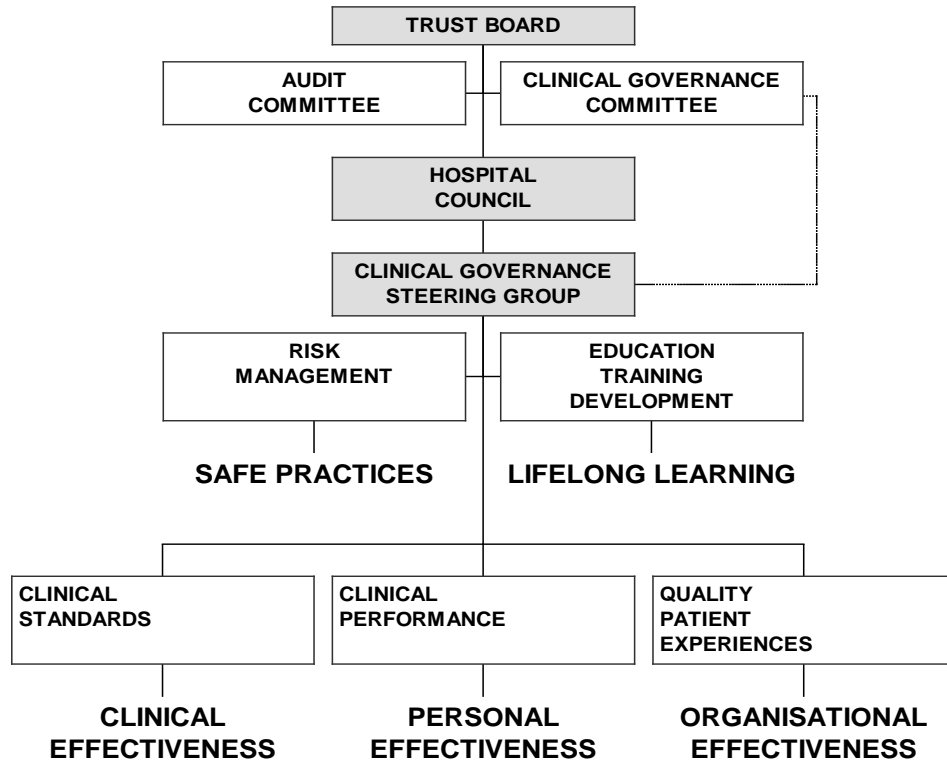 TRUST BOARD
AUDIT
COMMITTEE
CLINICAL GOVERNANCE
COMMITTEE
HOSPITAL
COUNCIL
CLINICAL GOVERNANCE
STEERING GROUP
RISK
MANAGEMENT
EDUCATION
TRAINING
DEVELOPMENT
SAFE PRACTICES
LIFELONG LEARNING
CLINICAL
STANDARDS
CLINICAL
PERFORMANCE
QUALITY
PATIENT
EXPERIENCES
CLINICAL
EFFECTIVENESS
PERSONAL
EFFECTIVENESS
ORGANISATIONAL
EFFECTIVENESS